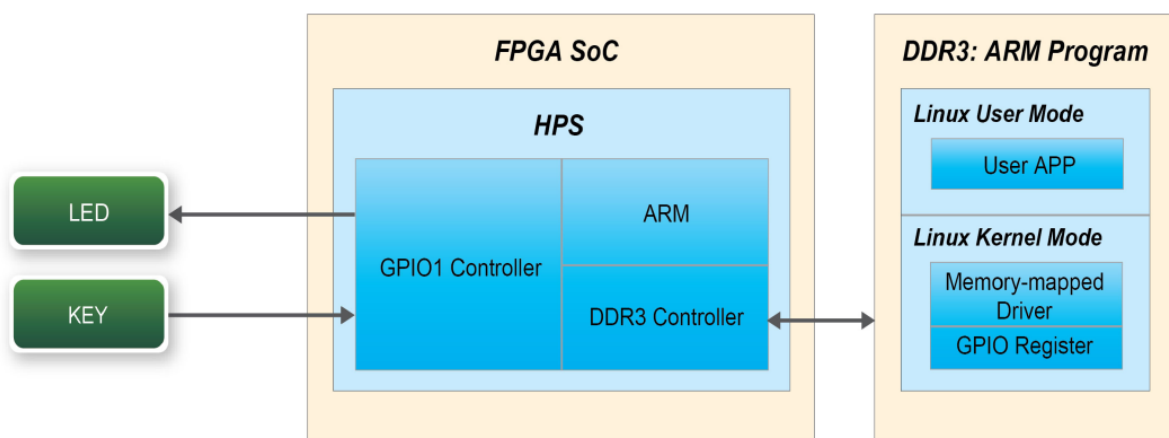 FPGA SoC
HPS
LED
KEY
GPIO1 Controller
ARM
DDR3 Controller
DDR3: ARM Program
Linux User Mode
User APP
Linux Kernel Mode
Memory-mapped
Driver
GPIO Register